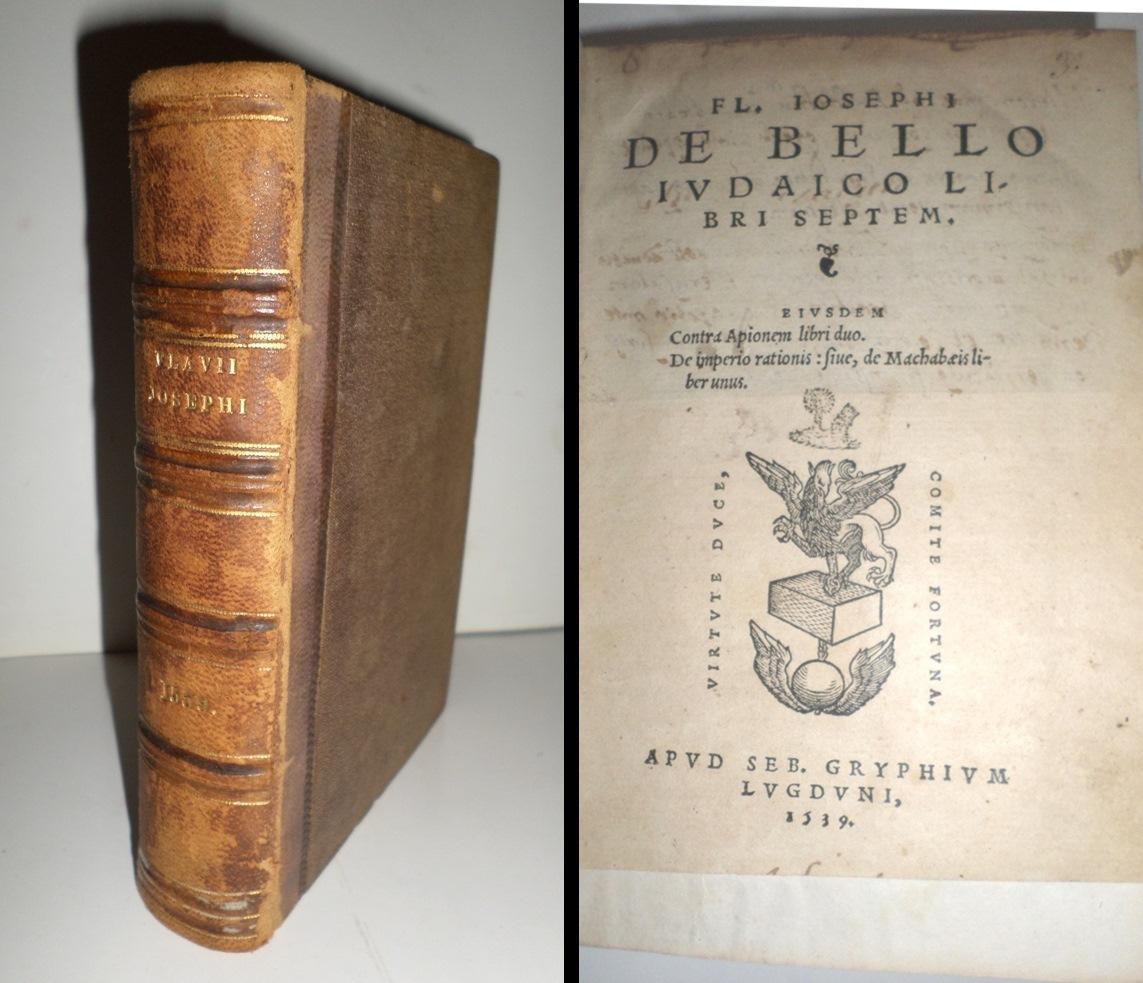 FLAVII
JOSEPHI
1539.
FL. IOSEPHI
DE BELLO
IVDAICO LI-
BRI SEPTEM.
EIVSDEM
Contra Apionem libri duo.
De imperio rationis : siue, de Machabæis li-
ber unus.
VIRTVTE DVCE,
COMITE FORTVNA.
APVD SEB. GRYPHIVM
LVGDVNI,
1539.